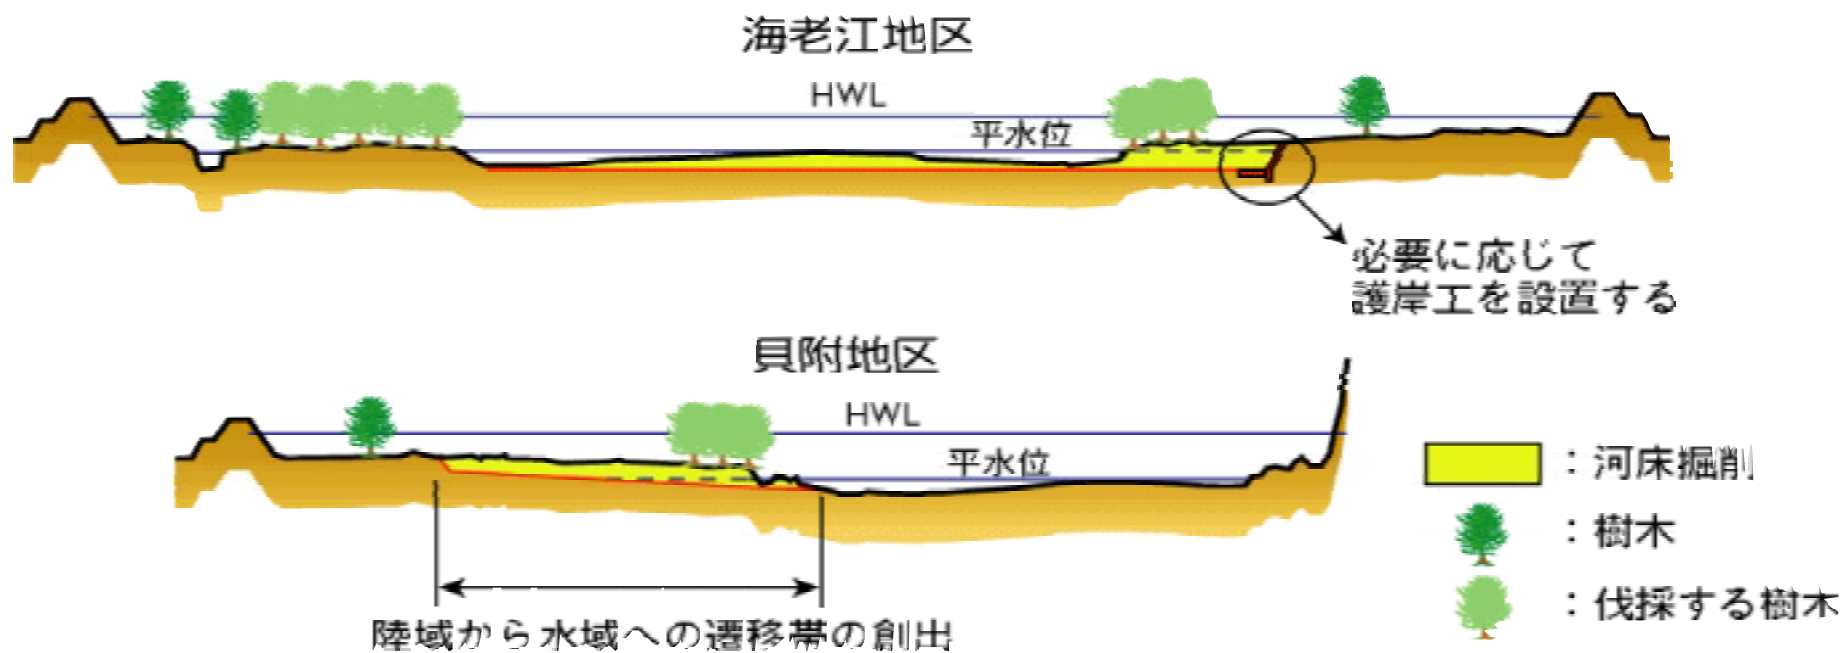 海老江地区
HWL
平水位
必要に応じて
護岸工を設置する
貝附地区
HWL
平水位
：河床掘削
：樹木
：伐採する樹木
陸域から水域への遷移帯の創出